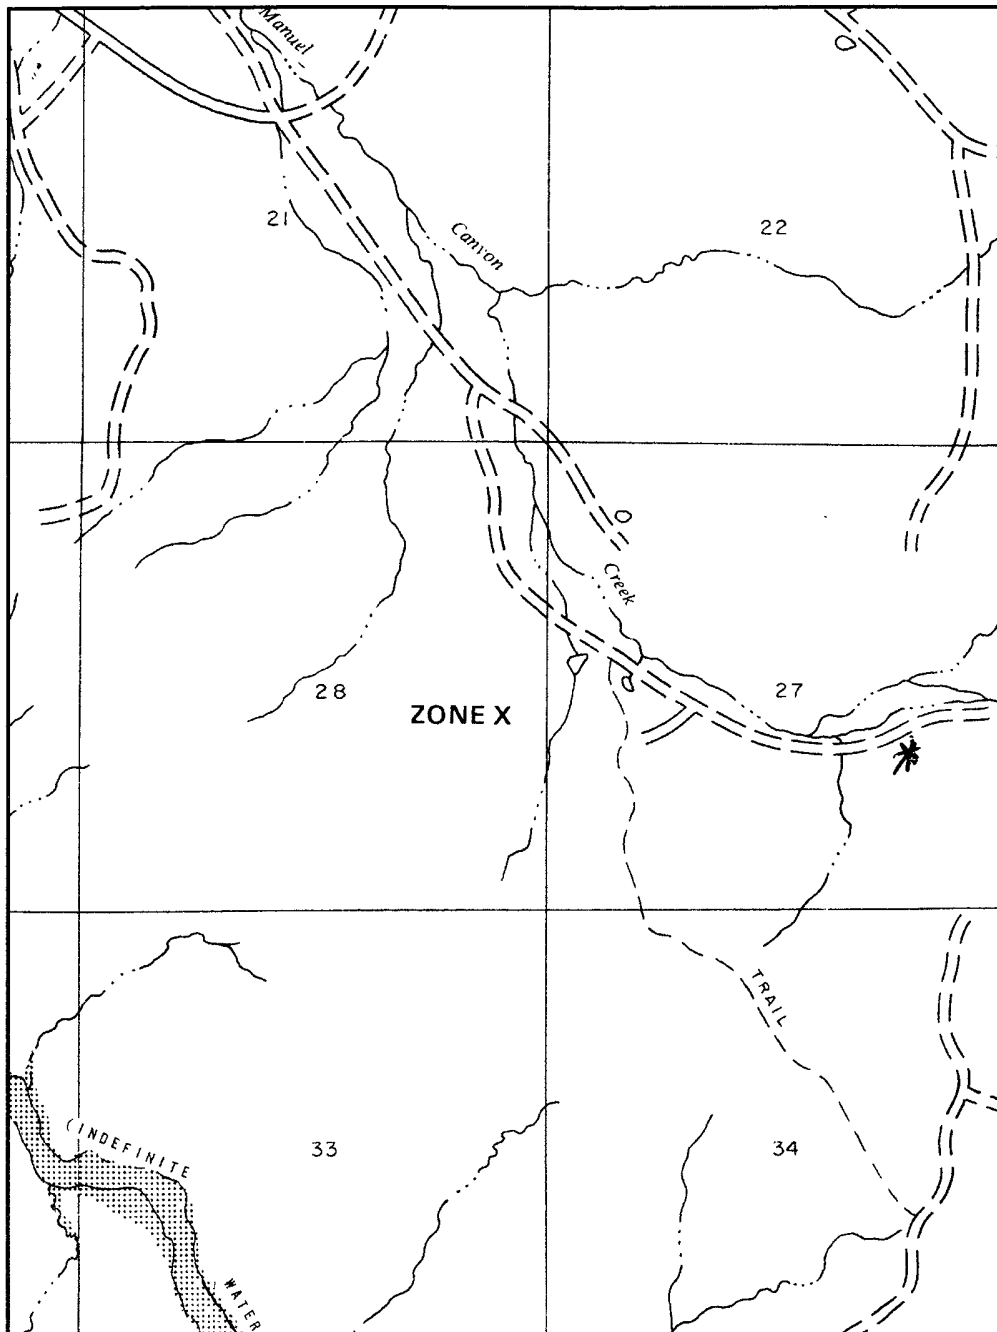 Manuel
21
22
Canyon
Creek
28
ZONE X
27
TRAIL
(INDEFINITE
33
34
WATER